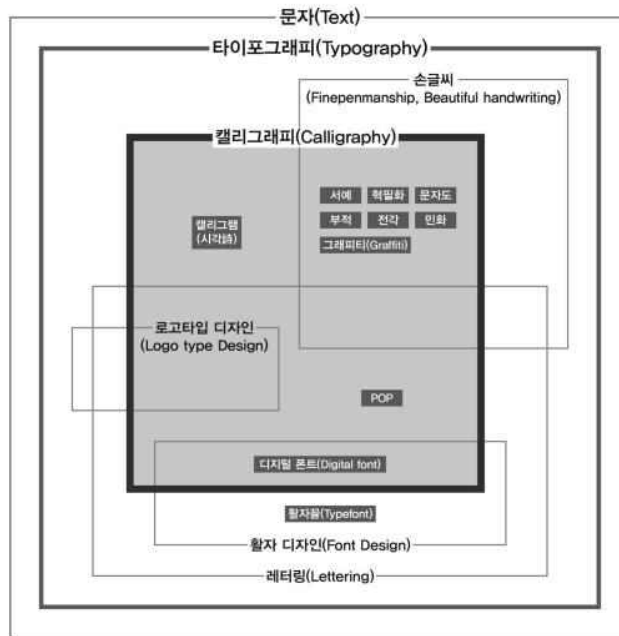 문자(Text)
타이포그래피(Typography)
손글씨
(Finepenmanship, Beautiful handwriting)
캘리그래피(Calligraphy)
서예 혁필화 문자도
캘리그램
(시각詩)
부적 전각 민화
그래피티(Graffiti)
로고타입 디자인
(Logo type Design)
POP
디지털 폰트(Digital font)
활자꼴(Typefont)
활자 디자인(Font Design)
레터링(Lettering)